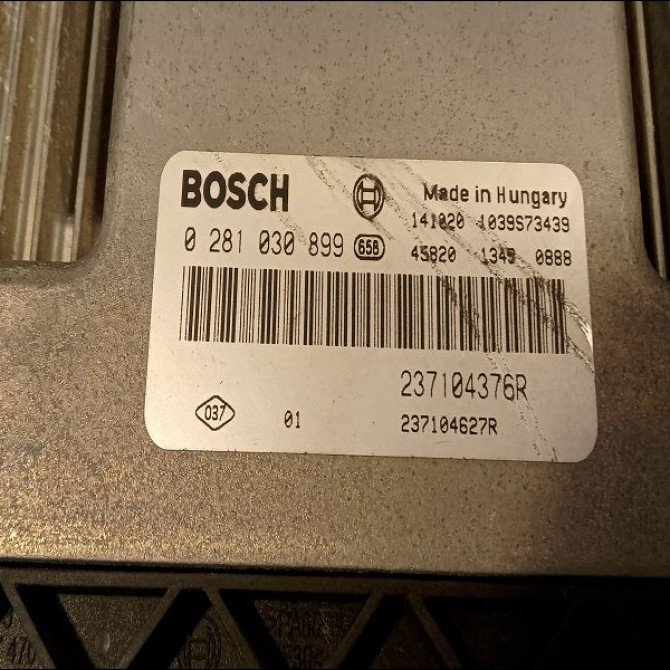 BOSCH
Made in Hungary
141020 1039S73439
0 281 030 899 658
45820 1345 0888
237104376R
037 01
237104627R